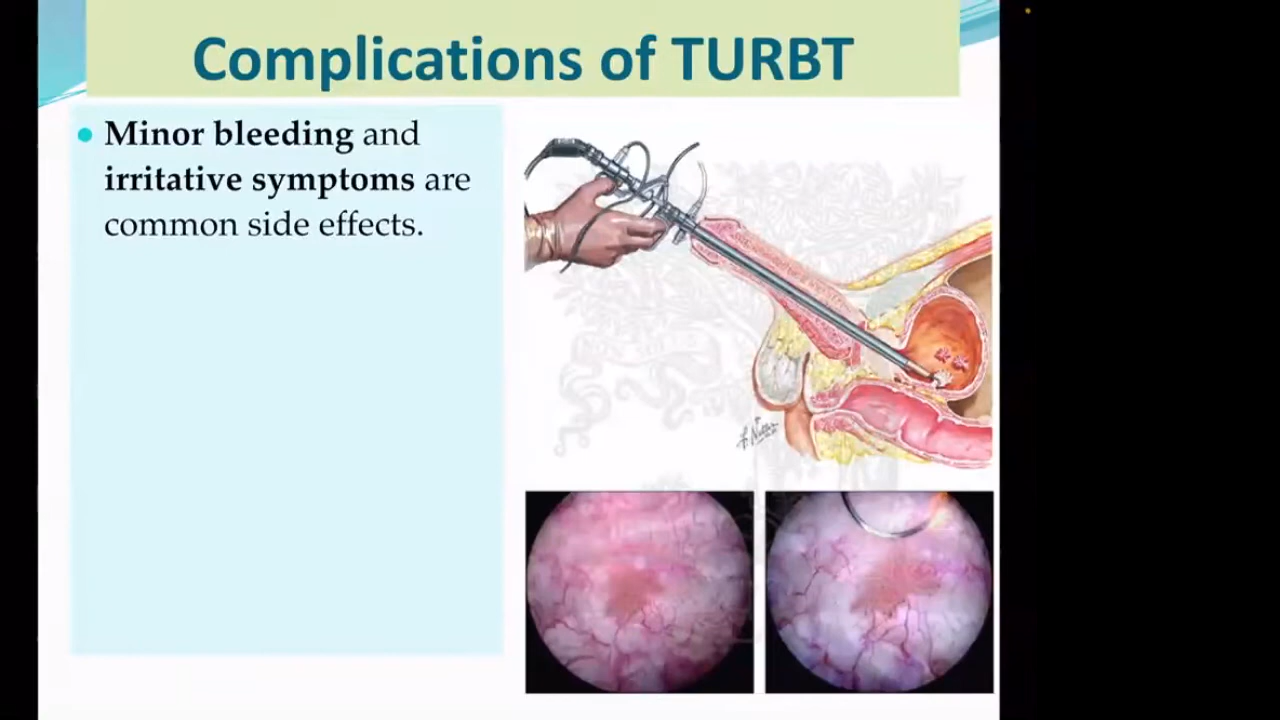 Complications of TURBT
Minor bleeding and
irritative symptoms are
common side effects.